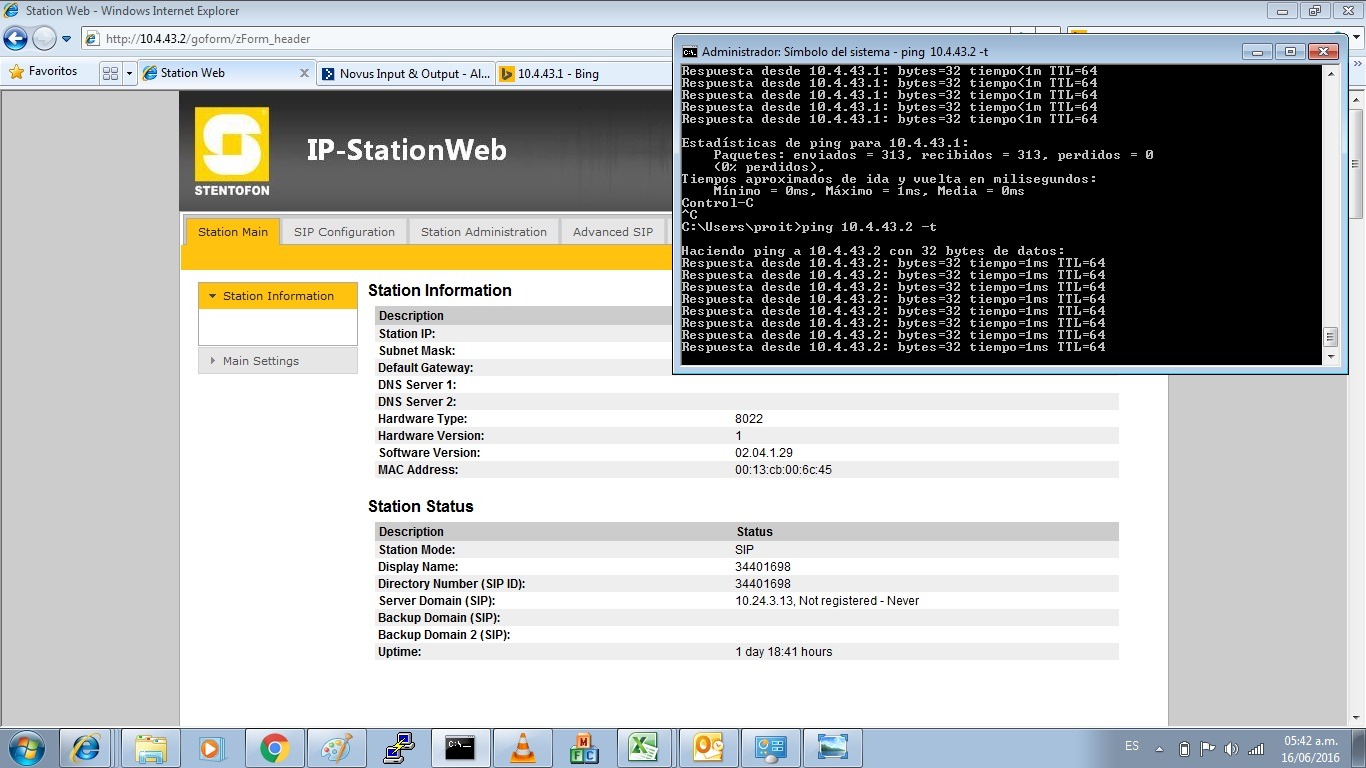 Station Web - Windows Internet Explorer
http://10.4.43.2/goform/zForm_header
Favoritos
Station Web
Novus Input & Output - Al...
10.4.43.1 - Bing
STENTOFON
IP-StationWeb
Station Main
SIP Configuration
Station Administration
Advanced SIP
Station Information
Main Settings
Station Information
Description
Station IP:
Subnet Mask:
Default Gateway:
DNS Server 1:
DNS Server 2:
Hardware Type: 8022
Hardware Version: 1
Software Version: 02.04.1.29
MAC Address: 00:13:cb:00:6c:45
Station Status
Description Status
Station Mode: SIP
Display Name: 34401698
Directory Number (SIP ID): 34401698
Server Domain (SIP): 10.24.3.13, Not registered - Never
Backup Domain (SIP):
Backup Domain 2 (SIP):
Uptime: 1 day 18:41 hours
Administrador: Símbolo del sistema - ping 10.4.43.2 -t
Respuesta desde 10.4.43.1: bytes=32 tiempo<1m TTL=64
Respuesta desde 10.4.43.1: bytes=32 tiempo<1m TTL=64
Respuesta desde 10.4.43.1: bytes=32 tiempo<1m TTL=64
Respuesta desde 10.4.43.1: bytes=32 tiempo<1m TTL=64
Respuesta desde 10.4.43.1: bytes=32 tiempo<1m TTL=64
Estadísticas de ping para 10.4.43.1:
Paquetes: enviados = 313, recibidos = 313, perdidos = 0
(0% perdidos),
Tiempos aproximados de ida y vuelta en milisegundos:
Mínimo = 0ms, Máximo = 1ms, Media = 0ms
Control-C
^C
C:\Users\proit>ping 10.4.43.2 -t
Haciendo ping a 10.4.43.2 con 32 bytes de datos:
Respuesta desde 10.4.43.2: bytes=32 tiempo=1ms TTL=64
Respuesta desde 10.4.43.2: bytes=32 tiempo=1ms TTL=64
Respuesta desde 10.4.43.2: bytes=32 tiempo=1ms TTL=64
Respuesta desde 10.4.43.2: bytes=32 tiempo=1ms TTL=64
Respuesta desde 10.4.43.2: bytes=32 tiempo=1ms TTL=64
Respuesta desde 10.4.43.2: bytes=32 tiempo=1ms TTL=64
Respuesta desde 10.4.43.2: bytes=32 tiempo=1ms TTL=64
Respuesta desde 10.4.43.2: bytes=32 tiempo=1ms TTL=64
ES
05:42 a.m.
16/06/2016